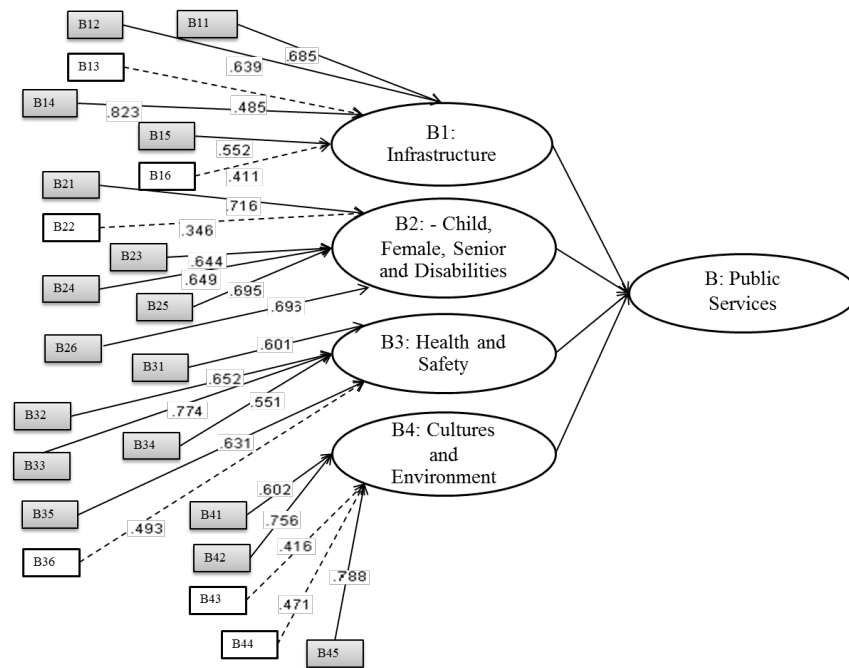 B11
B12
.685
.639
B13
B14
.823
.485
B1:
Infrastructure
B15
.552
B16
.411
B21
.716
B22
.346
B2: - Child,
Female, Senior
and Disabilities
B23
.644
B24
.649
B25
.695
B: Public
Services
B26
.696
B31
.601
B3: Health and
Safety
B32
.652
.774
.551
B33
B34
.631
B4: Cultures
and
Environment
B35
.602
B41
.493
.756
B36
B42
.416
B43
.788
.471
B44
B45